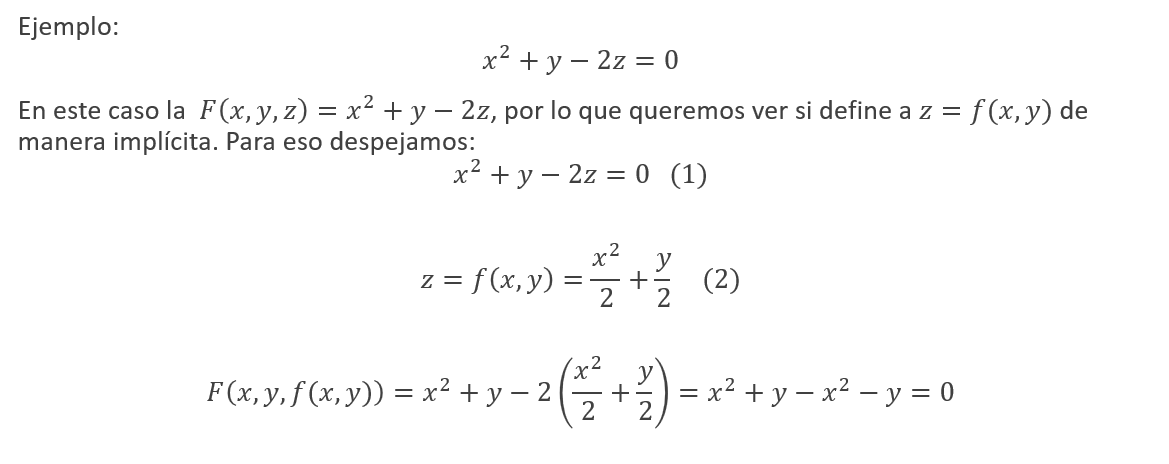 Ejemplo:
x² + y − 2z = 0
En este caso la F(x, y, z) = x² + y − 2z, por lo que queremos ver si define a z = f(x, y) de
manera implícita. Para eso despejamos:
x² + y − 2z = 0 (1)
z = f(x, y) = x²/2 + y/2 (2)
F(x, y, f(x, y)) = x² + y − 2(x²/2 + y/2) = x² + y − x² − y = 0